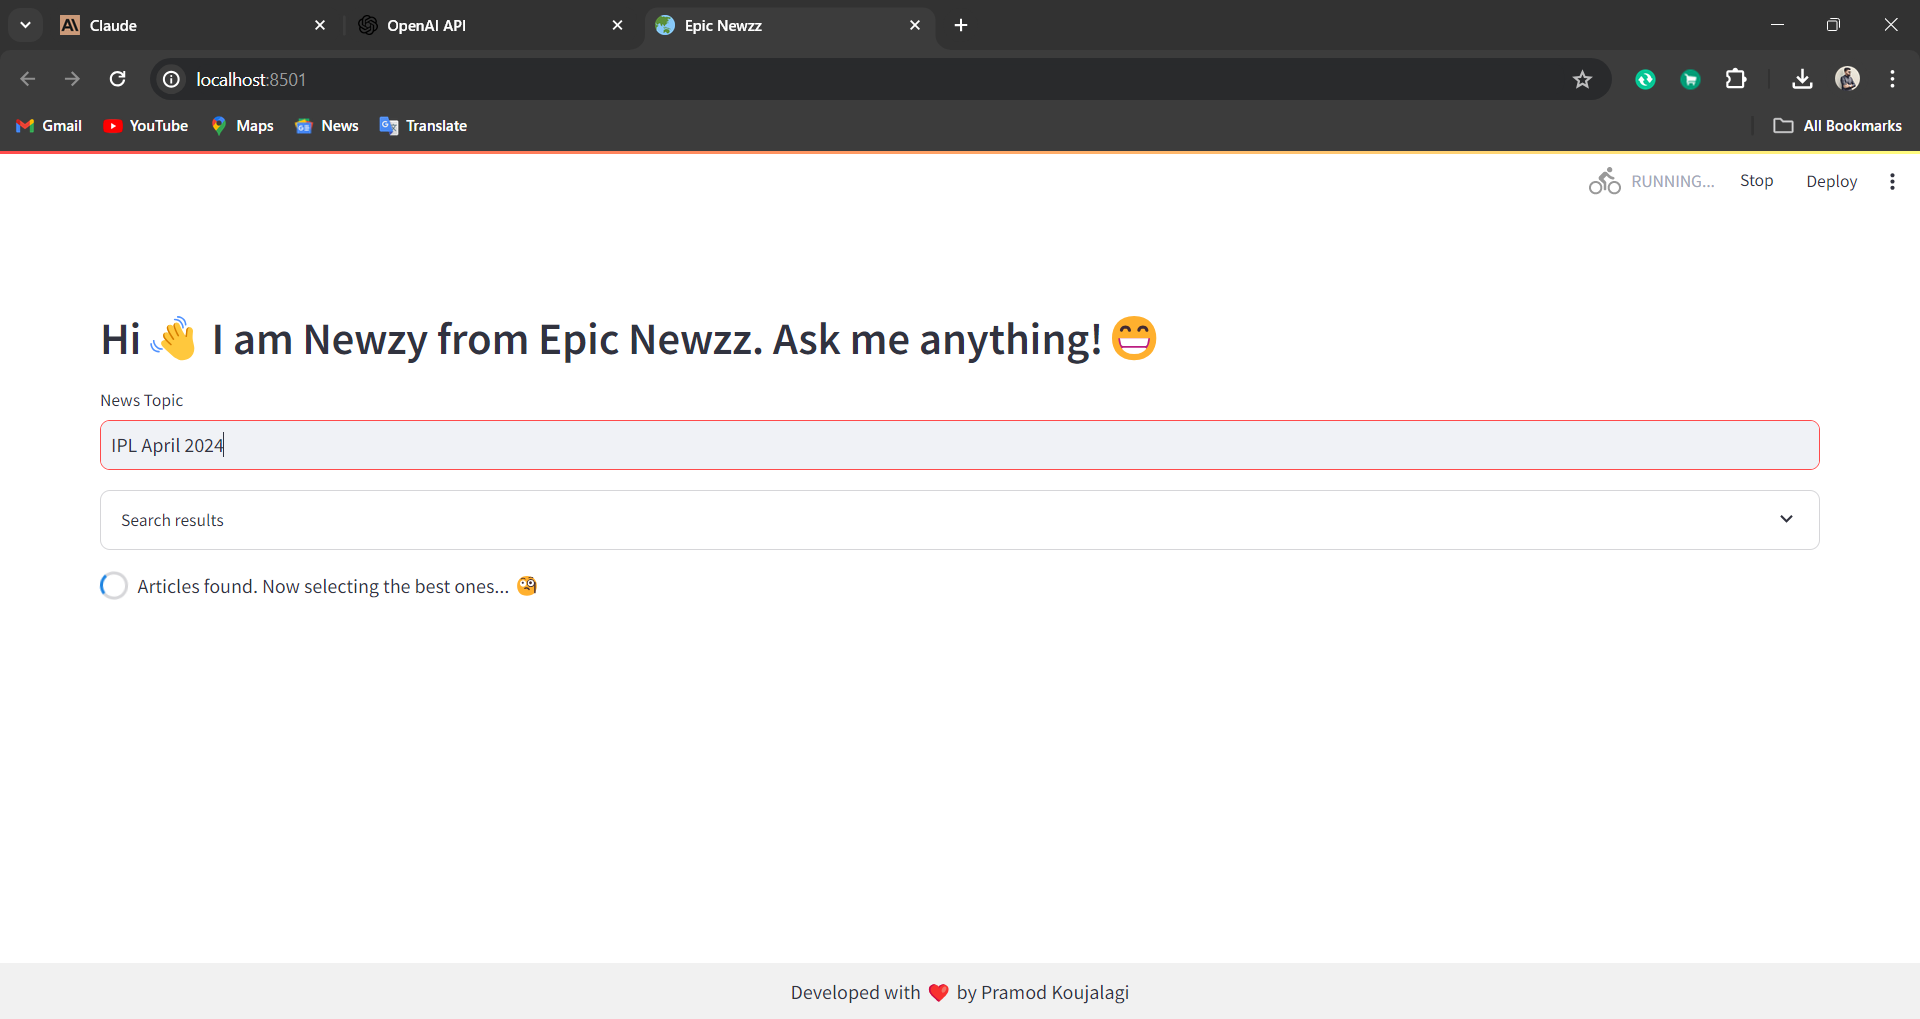 Claude
OpenAI API
Epic Newzz
localhost:8501
Gmail
YouTube
Maps
News
Translate
All Bookmarks
RUNNING...
Stop
Deploy
Hi 👋 I am Newzy from Epic Newzz. Ask me anything! 😁
News Topic
IPL April 2024
Search results
Articles found. Now selecting the best ones... 🧐
Developed with ❤️ by Pramod Koujalagi